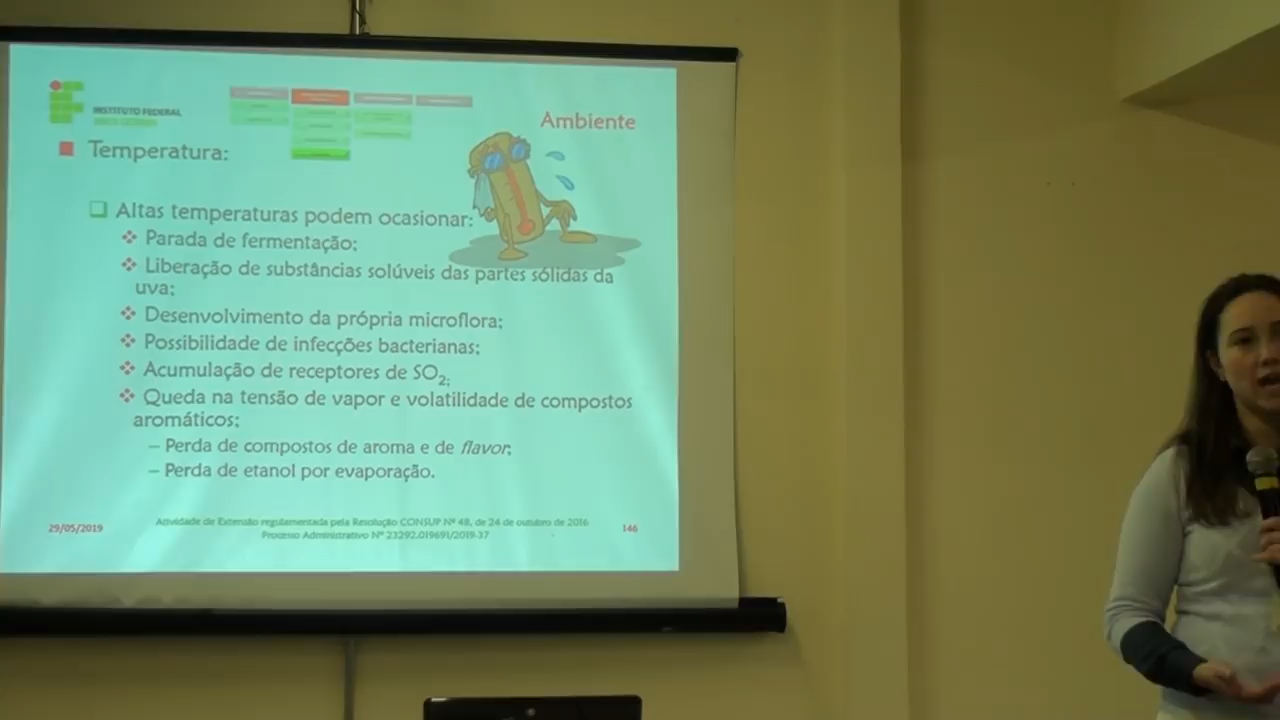 INSTITUTO FEDERAL
Ambiente
Temperatura:
Altas temperaturas podem ocasionar:
Parada de fermentação;
Liberação de substâncias solúveis das partes sólidas da
uva;
Desenvolvimento da própria microflora;
Possibilidade de infecções bacterianas;
Acumulação de receptores de SO2;
Queda na tensão de vapor e volatilidade de compostos
aromáticos;
– Perda de compostos de aroma e de flavor;
– Perda de etanol por evaporação.
29/05/2019
Atividade de Extensão regulamentada pela Resolução CONSUP Nº 48, de 24 de outubro de 2016
Processo Administrativo Nº 23292.019691/2019-37
146